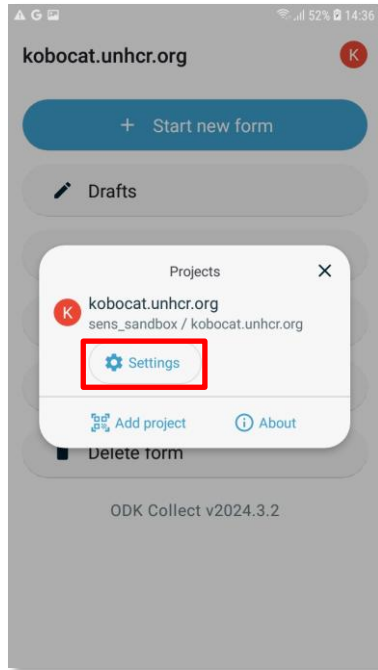 A G 52% 14:36
kobocat.unhcr.org K
+ Start new form
Drafts
Projects
K kobocat.unhcr.org
sens_sandbox / kobocat.unhcr.org
Settings
Add project About
Delete form
ODK Collect v2024.3.2